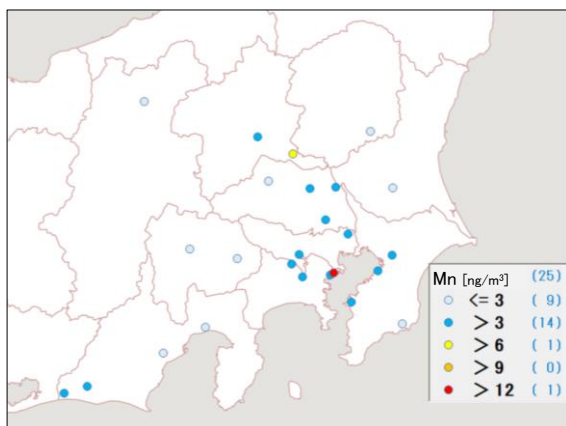 Mn [ng/m³] (25)
<= 3 ( 9)
> 3 (14)
> 6 ( 1)
> 9 ( 0)
> 12 ( 1)